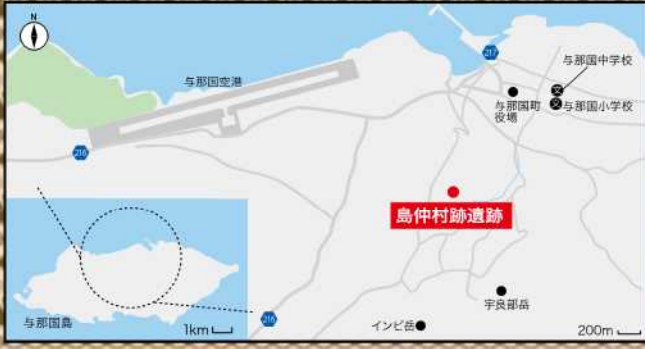 N
217
与那国中学校
文
与那国空港
与那国町
役場
文
与那国小学校
216
島仲村跡遺跡
宇良部岳
与那国島
1km
216
インビ岳
200m